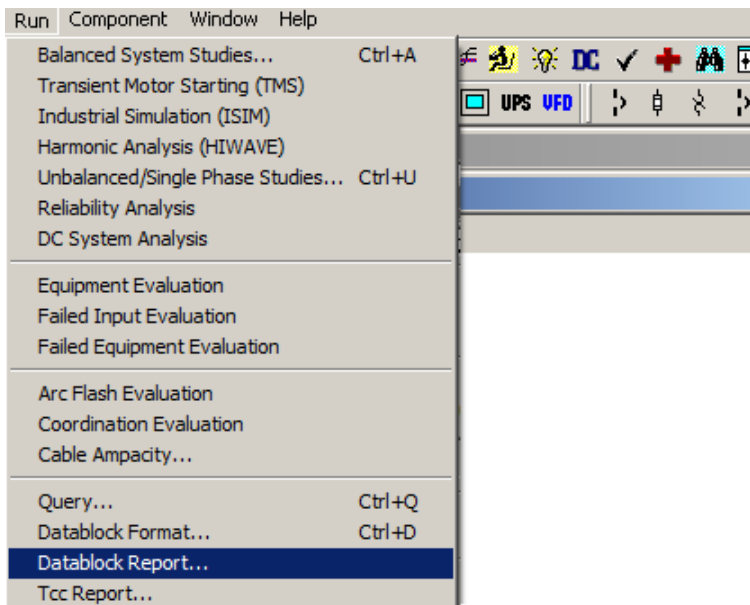 Run Component Window Help
Balanced System Studies... Ctrl+A
Transient Motor Starting (TMS)
Industrial Simulation (ISIM)
Harmonic Analysis (HIWAVE)
Unbalanced/Single Phase Studies... Ctrl+U
Reliability Analysis
DC System Analysis
Equipment Evaluation
Failed Input Evaluation
Failed Equipment Evaluation
Arc Flash Evaluation
Coordination Evaluation
Cable Ampacity...
Query... Ctrl+Q
Datablock Format... Ctrl+D
Datablock Report...
Tcc Report...
DC
UPS VFD